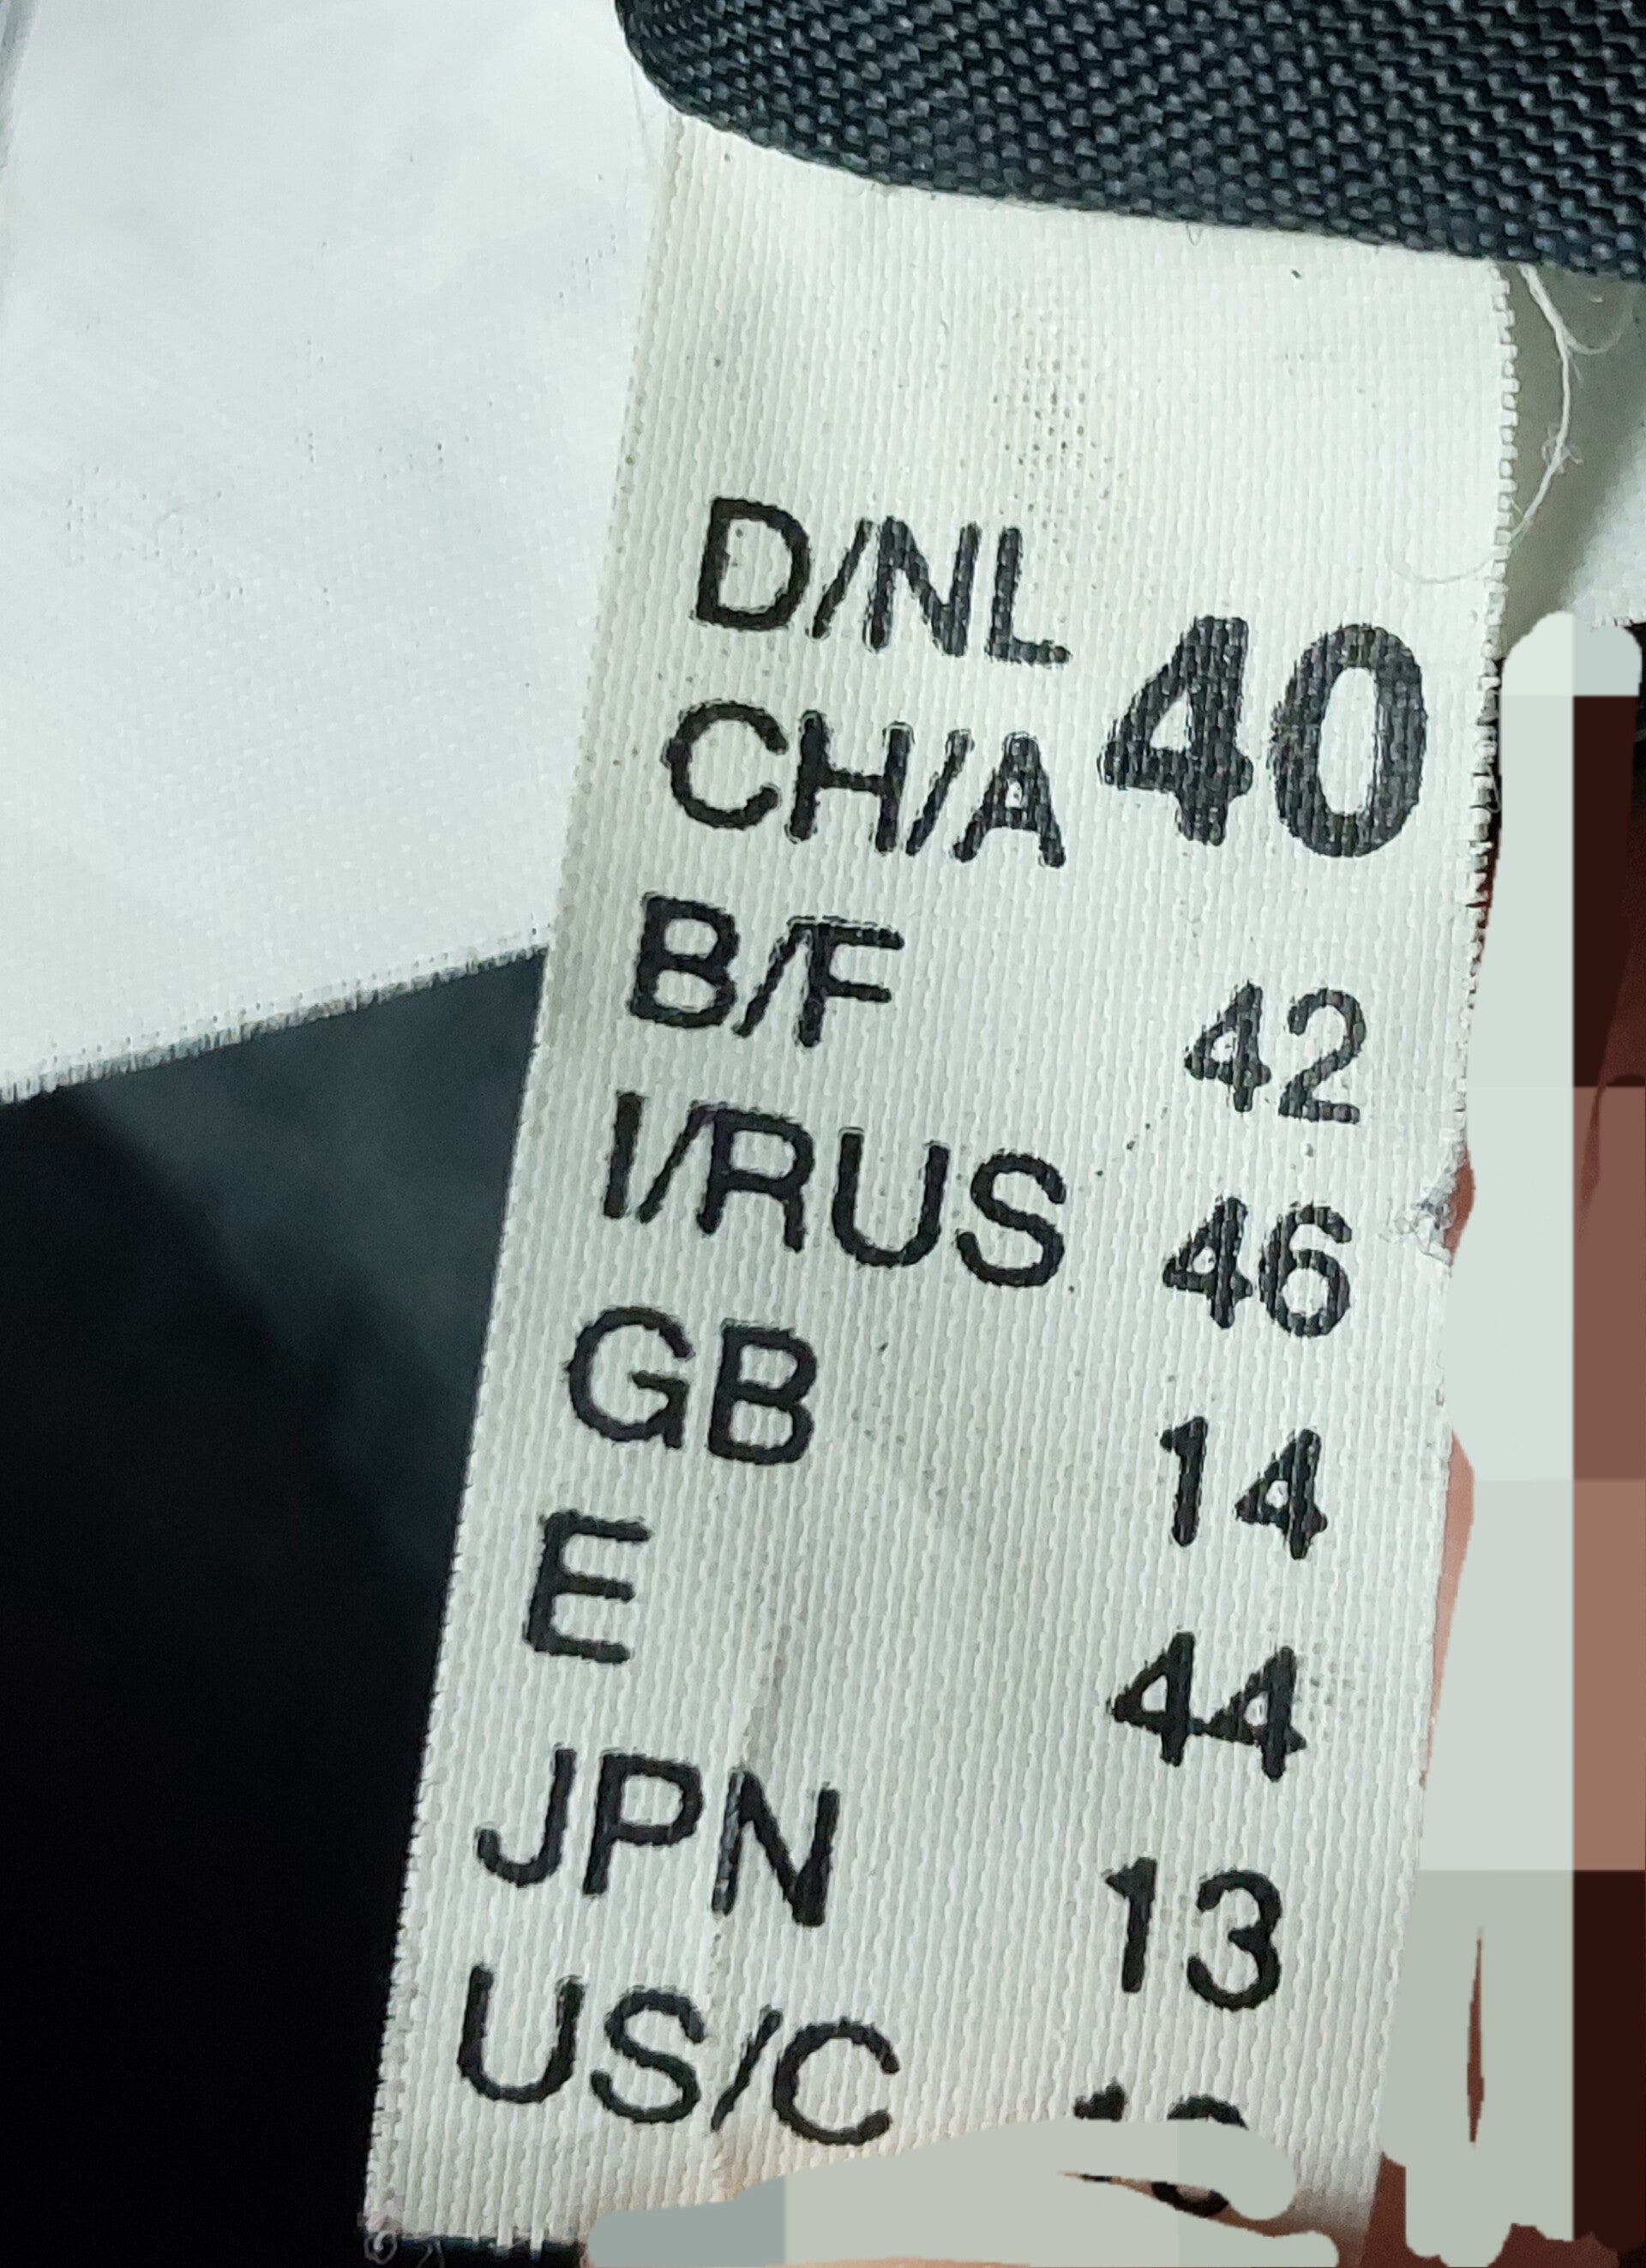 D/NL
CH/A 40
B/F 42
I/RUS 46
GB 14
E 44
JPN 13
US/C